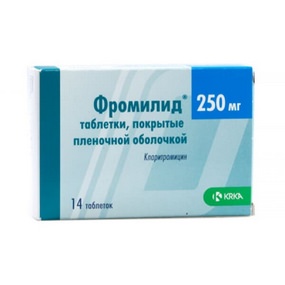 Фромилид® 250 мг
таблетки, покрытые
пленочной оболочкой
Кларитромицин
14 таблеток
KRKA